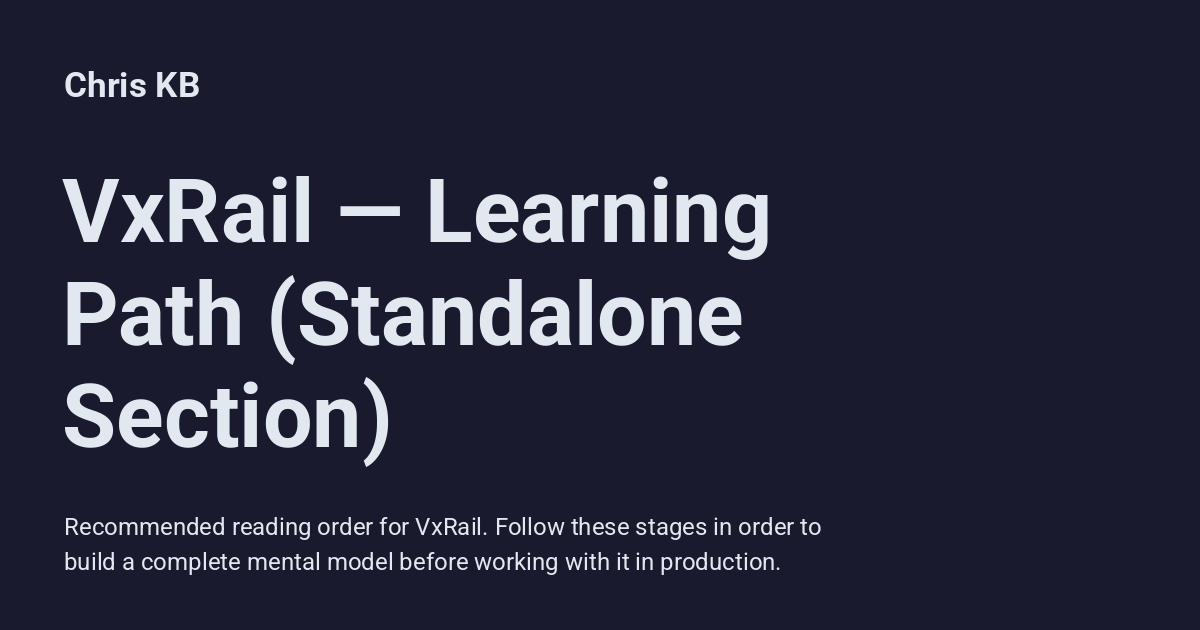 Chris KB
VxRail — Learning
Path (Standalone
Section)
Recommended reading order for VxRail. Follow these stages in order to
build a complete mental model before working with it in production.